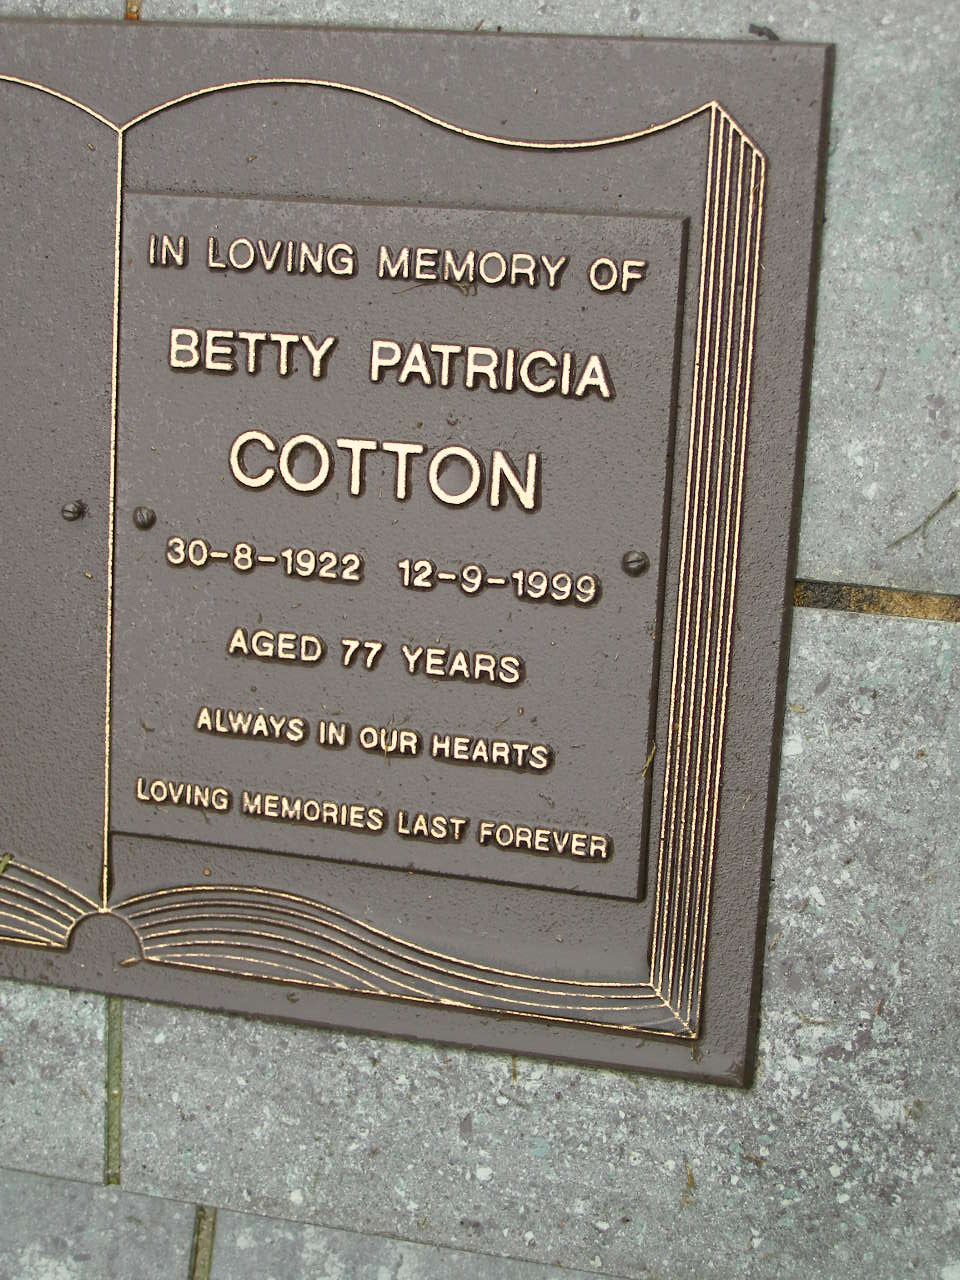 IN LOVING MEMORY OF
BETTY PATRICIA
COTTON
30-8-1922 12-9-1999
AGED 77 YEARS
ALWAYS IN OUR HEARTS
LOVING MEMORIES LAST FOREVER